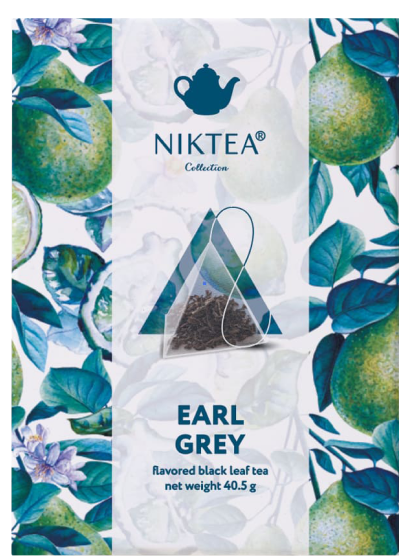 NIKTEA®
Collection
EARL
GREY
flavored black leaf tea
net weight 40.5 g